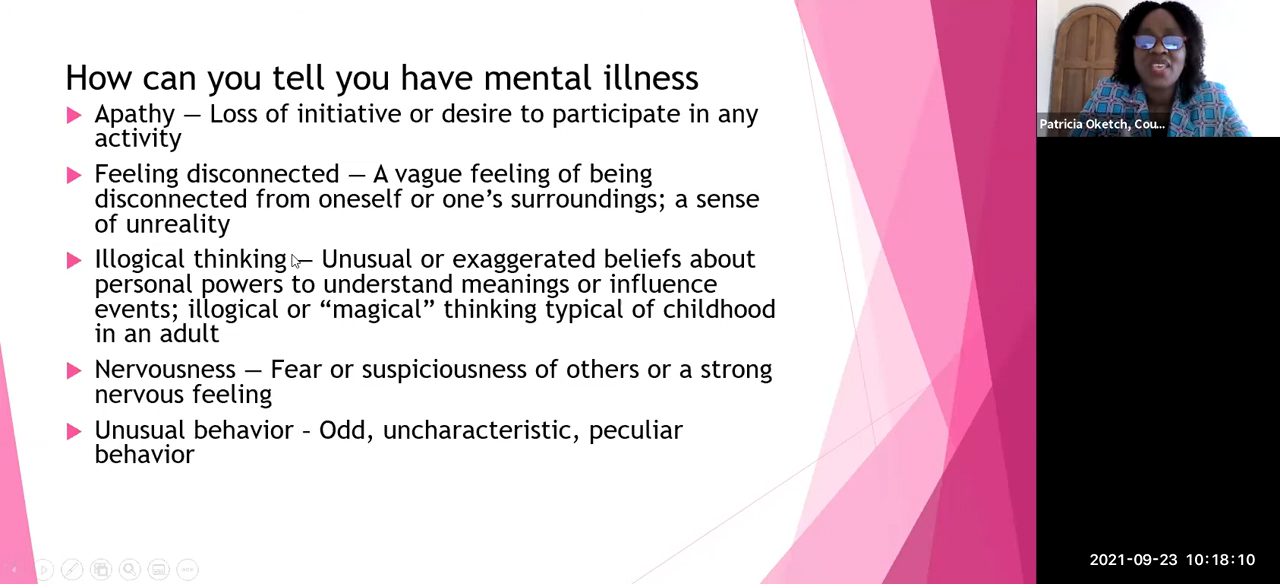 How can you tell you have mental illness
Apathy — Loss of initiative or desire to participate in any
activity
Feeling disconnected — A vague feeling of being
disconnected from oneself or one’s surroundings; a sense
of unreality
Illogical thinking — Unusual or exaggerated beliefs about
personal powers to understand meanings or influence
events; illogical or “magical” thinking typical of childhood
in an adult
Nervousness — Fear or suspiciousness of others or a strong
nervous feeling
Unusual behavior – Odd, uncharacteristic, peculiar
behavior
Patricia Oketch, Cou...
2021-09-23 10:18:10